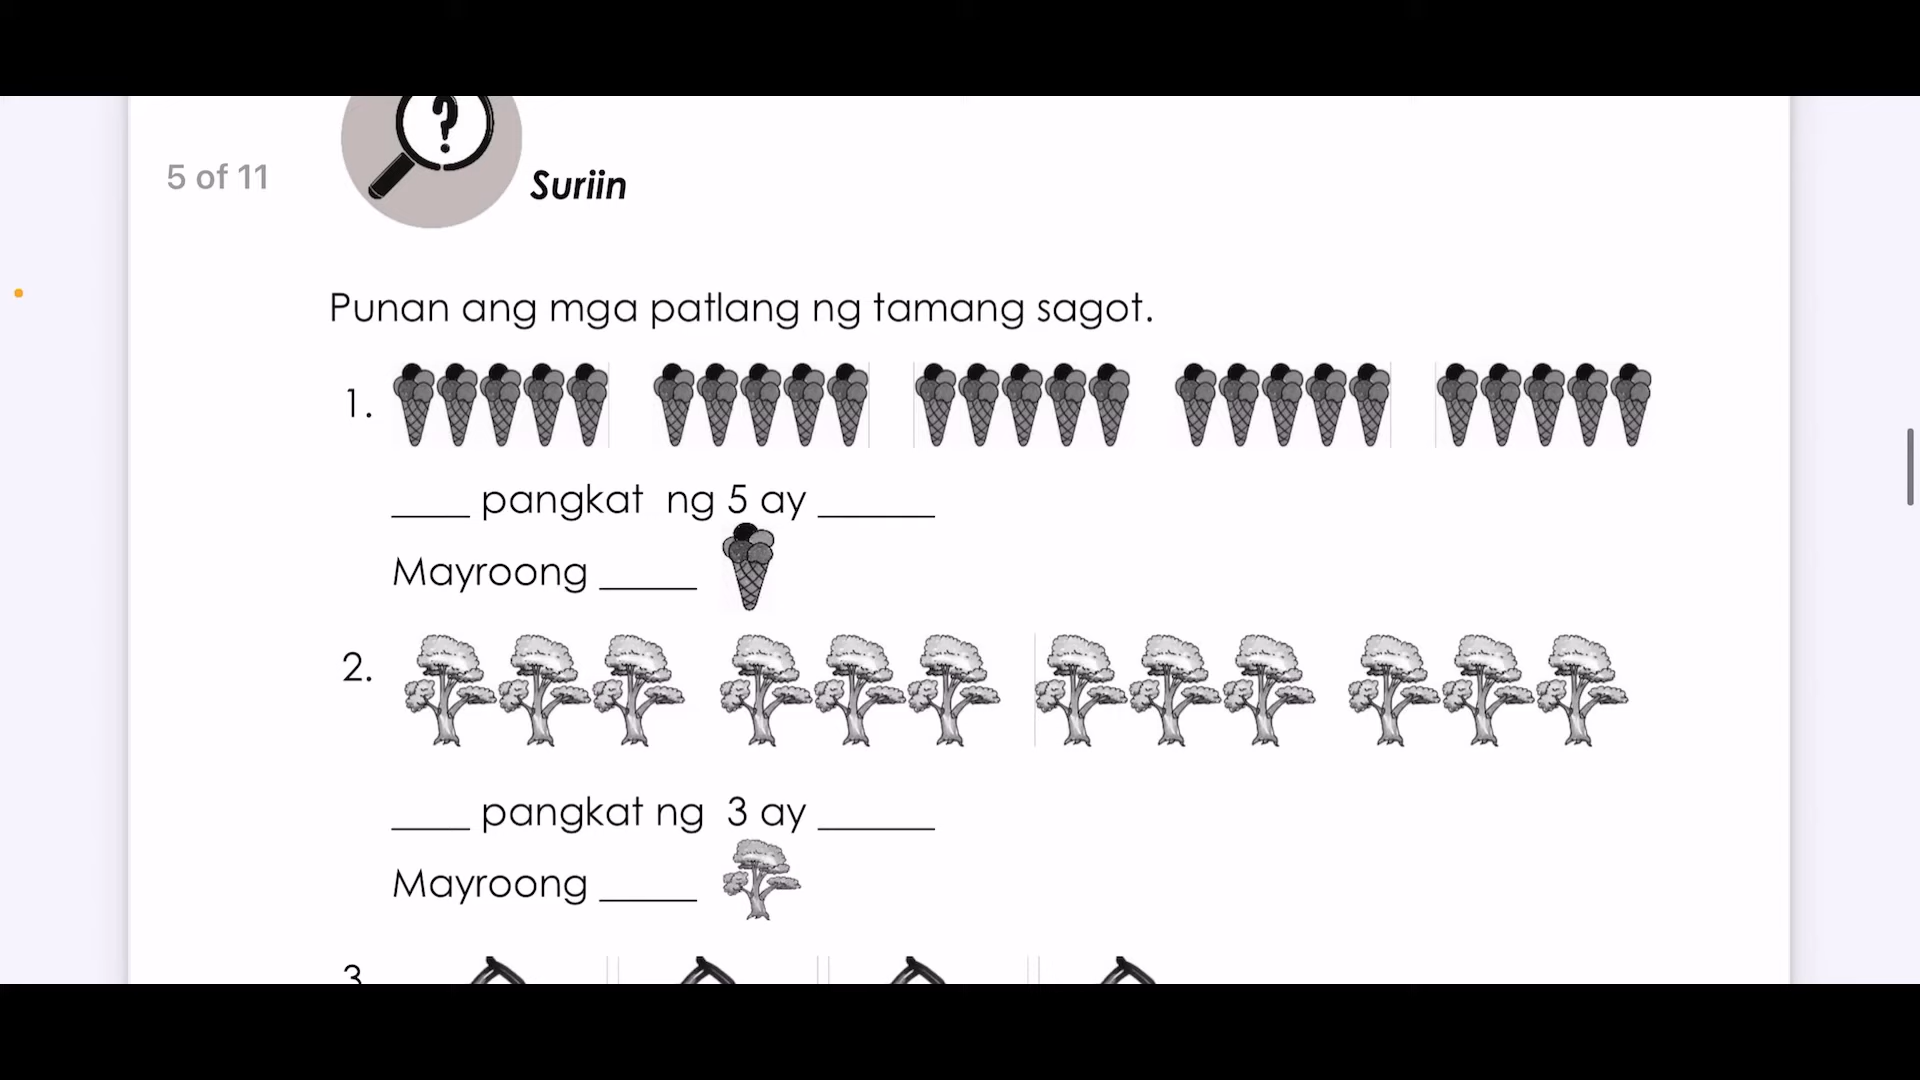 5 of 11
Suriin
Punan ang mga patlang ng tamang sagot.
1.
____ pangkat ng 5 ay ______
Mayroong _____
2.
____ pangkat ng 3 ay ______
Mayroong _____
3